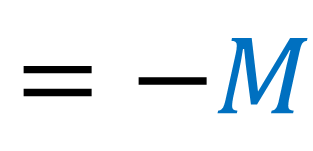 = −M